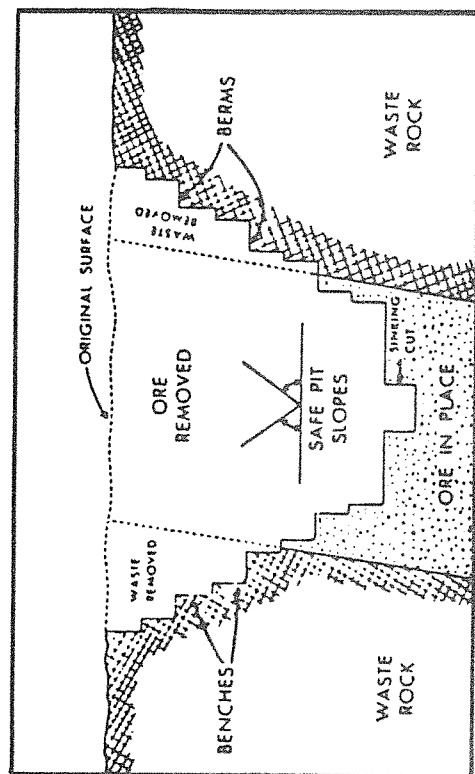 ORIGINAL SURFACE
WASTE REMOVED
ORE
REMOVED
WASTE
REMOVED
BENCHES
BERMS
SAFE PIT
SLOPES
SINKING
CUT
ORE IN PLACE
WASTE
ROCK
WASTE
ROCK